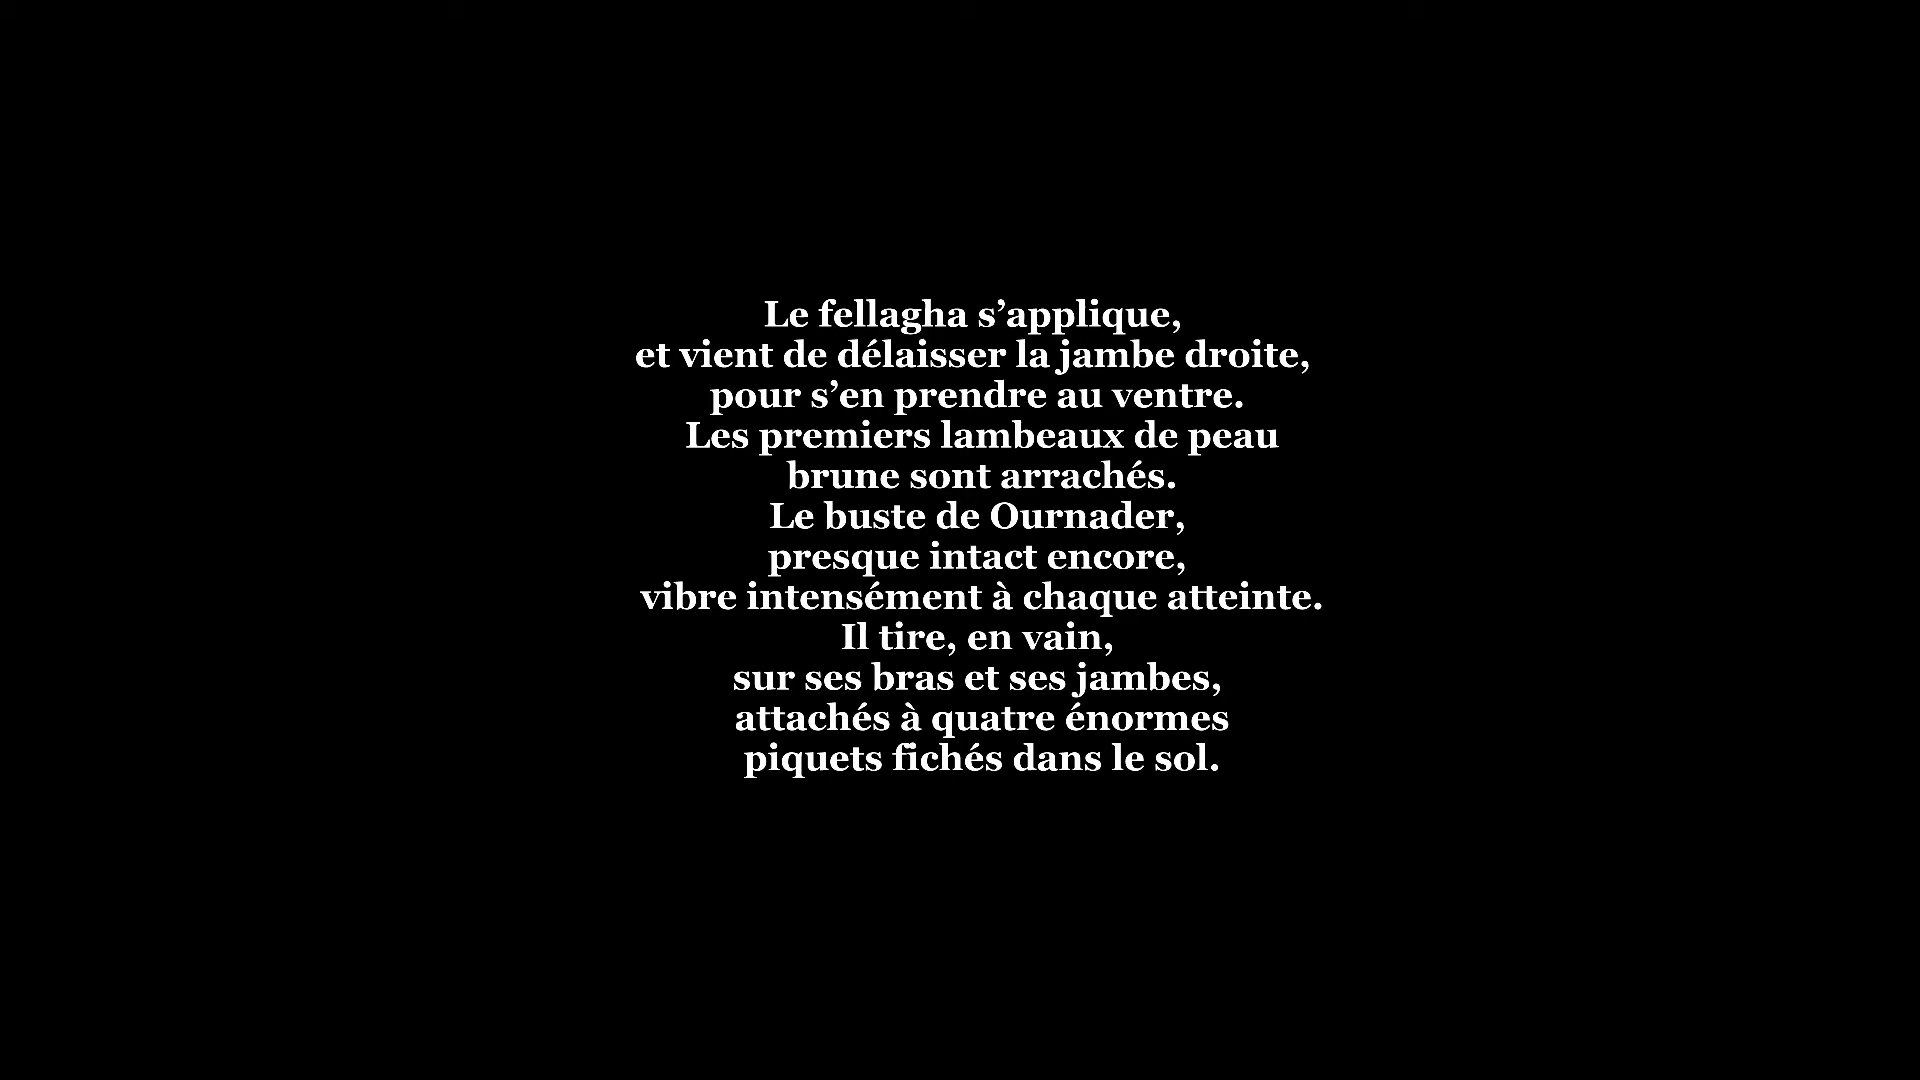 Le fellagha s’applique,
et vient de délaisser la jambe droite,
pour s’en prendre au ventre.
Les premiers lambeaux de peau
brune sont arrachés.
Le buste de Ournader,
presque intact encore,
vibre intensément à chaque atteinte.
Il tire, en vain,
sur ses bras et ses jambes,
attachés à quatre énormes
piquets fichés dans le sol.